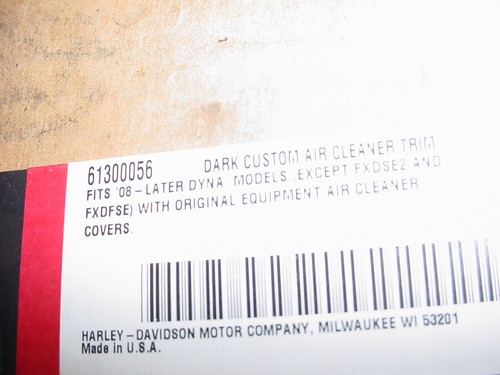 61300056 DARK CUSTOM AIR CLEANER TRIM
FITS '08-LATER DYNA MODELS (EXCEPT FXDSE2 AND
FXDFSE) WITH ORIGINAL EQUIPMENT AIR CLEANER
COVERS.
HARLEY-DAVIDSON MOTOR COMPANY, MILWAUKEE WI 53201
Made in U.S.A.